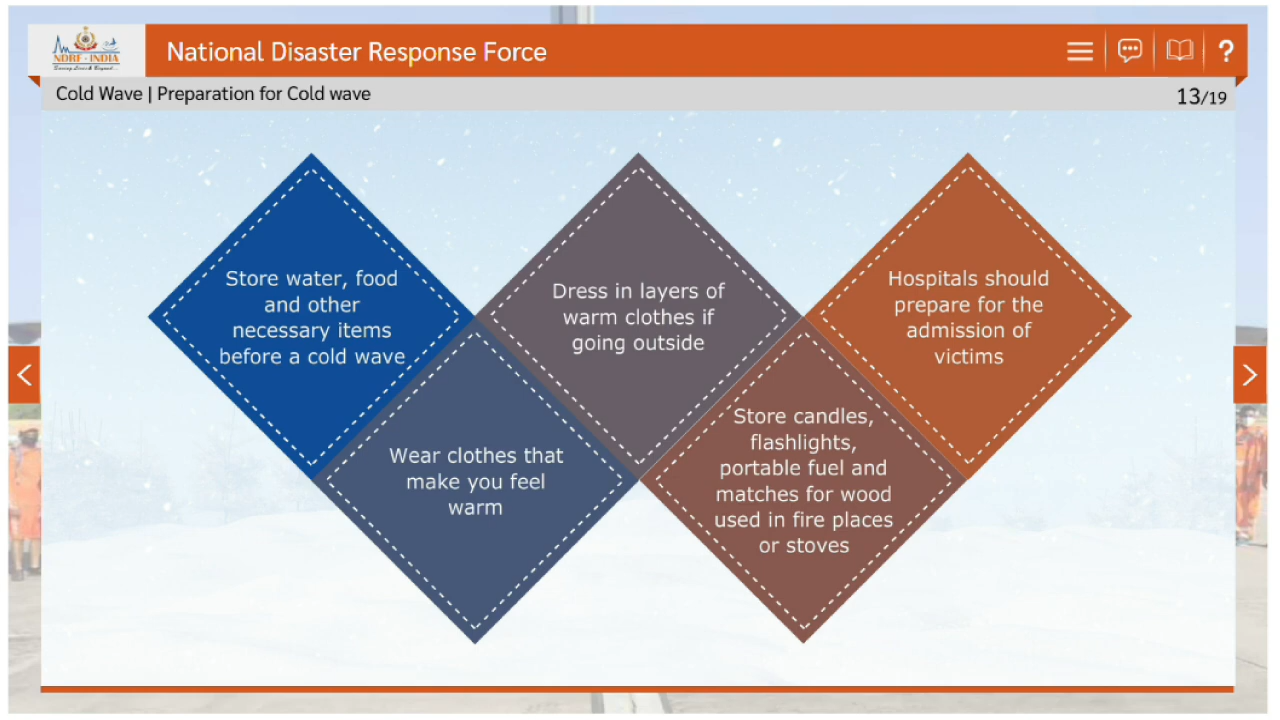 NDRF - INDIA
Saving Lives & Beyond...
National Disaster Response Force
?
Cold Wave | Preparation for Cold wave
13/19
Store water, food
and other
necessary items
before a cold wave
Wear clothes that
make you feel
warm
Dress in layers of
warm clothes if
going outside
Store candles,
flashlights,
portable fuel and
matches for wood
used in fire places
or stoves
Hospitals should
prepare for the
admission of
victims